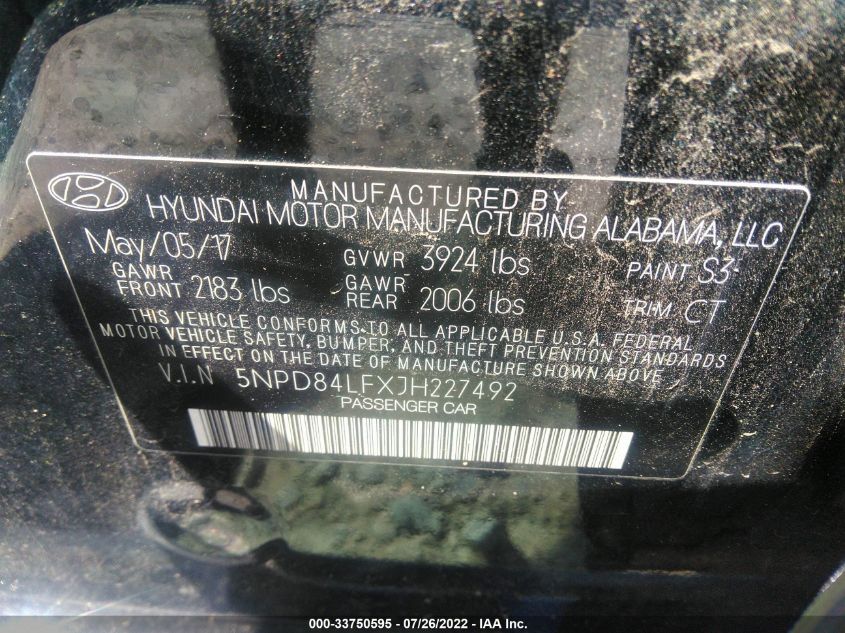 MANUFACTURED BY
HYUNDAI MOTOR MANUFACTURING ALABAMA, LLC
May/05/17 GVWR 3924 lbs PAINT S3-
GAWR FRONT 2183 lbs GAWR REAR 2006 lbs TRIM CT
THIS VEHICLE CONFORMS TO ALL APPLICABLE U.S.A. FEDERAL
MOTOR VEHICLE SAFETY, BUMPER, AND THEFT PREVENTION STANDARDS
IN EFFECT ON THE DATE OF MANUFACTURE SHOWN ABOVE
V.I.N 5NPD84LFXJH227492
PASSENGER CAR
000-33750595 - 07/26/2022 - IAA Inc.